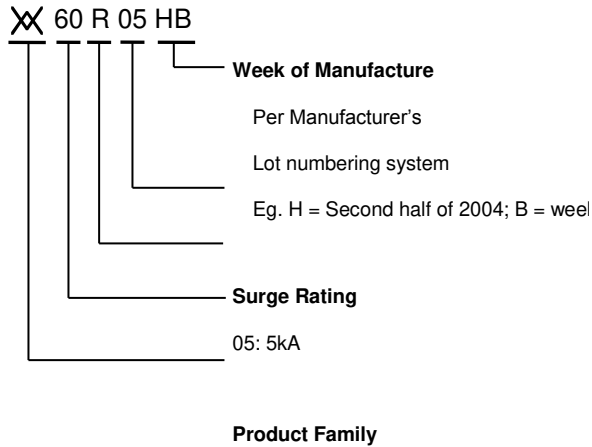 60 R 05 HB
Week of Manufacture
Per Manufacturer's
Lot numbering system
Eg. H = Second half of 2004; B = week
Surge Rating
05: 5kA
Product Family